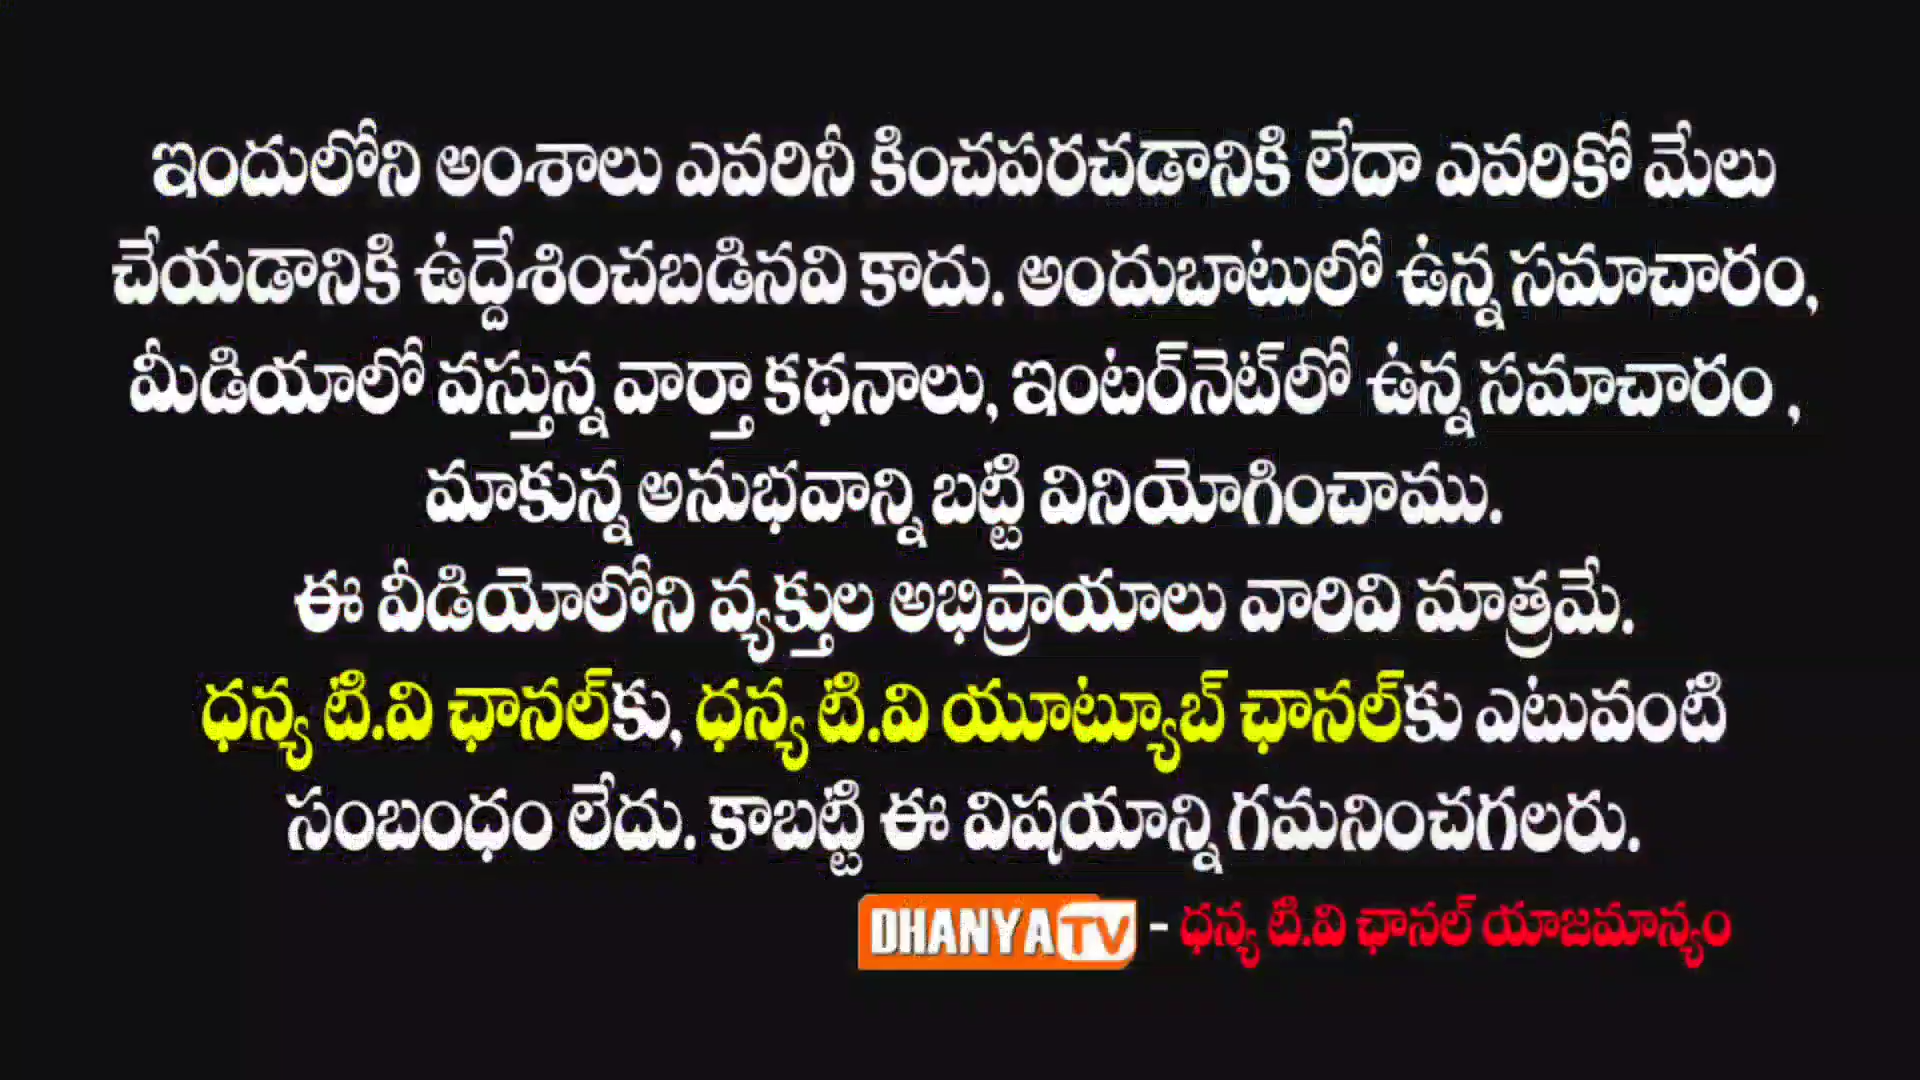 ఇందులోని అంశాలు ఎవరినీ కించపరచడానికి లేదా ఎవరికో మేలు
చేయడానికి ఉద్దేశించబడినవి కాదు. అందుబాటులో ఉన్న సమాచారం,
మీడియాలో వస్తున్న వార్తా కథనాలు, ఇంటర్‌నెట్‌లో ఉన్న సమాచారం ,
మాకున్న అనుభవాన్ని బట్టి వినియోగించాము.
ఈ వీడియోలోని వ్యక్తుల అభిప్రాయాలు వారివి మాత్రమే.
ధన్య టి.వి ఛానల్‌కు, ధన్య టి.వి యూట్యూబ్ ఛానల్‌కు ఎటువంటి
సంబంధం లేదు. కాబట్టి ఈ విషయాన్ని గమనించగలరు.
DHANYA TV - ధన్య టి.వి ఛానల్ యాజమాన్యం